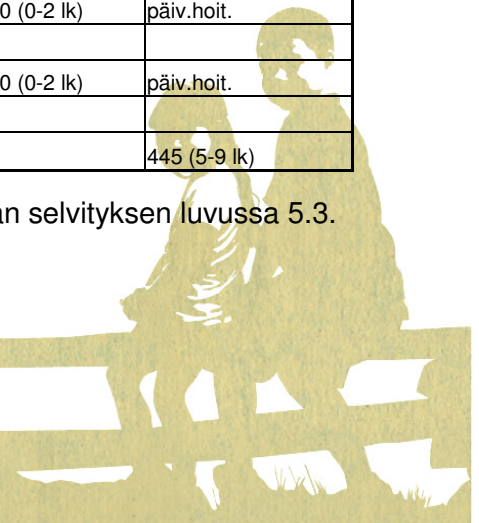 0 (0-2 lk) päiv.hoit.
0 (0-2 lk) päiv.hoit.
445 (5-9 lk)
an selvityksen luvussa 5.3.